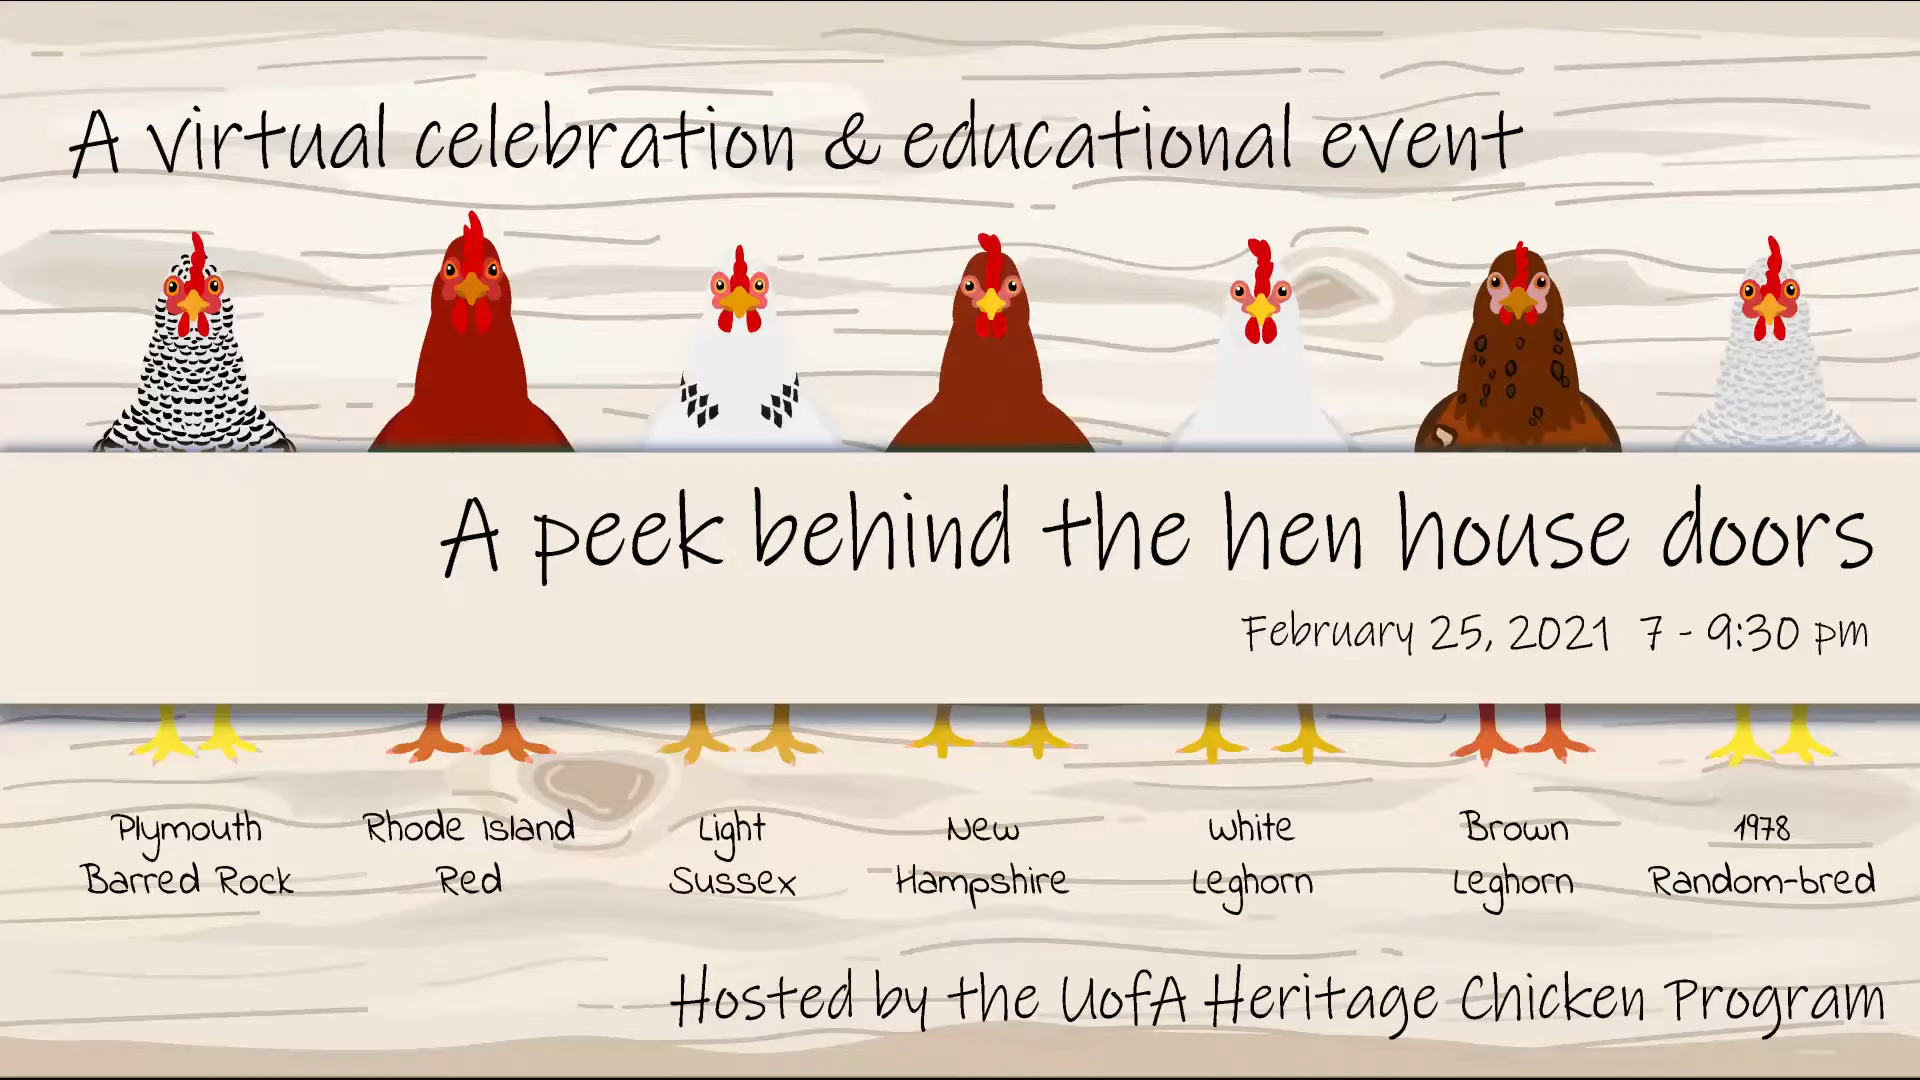 A virtual celebration & educational event
A peek behind the hen house doors
February 25, 2021 7 - 9:30 pm
Plymouth
Barred Rock
Rhode Island
Red
Light
Sussex
New
Hampshire
White
Leghorn
Brown
Leghorn
1978
Random-bred
Hosted by the UofA Heritage Chicken Program